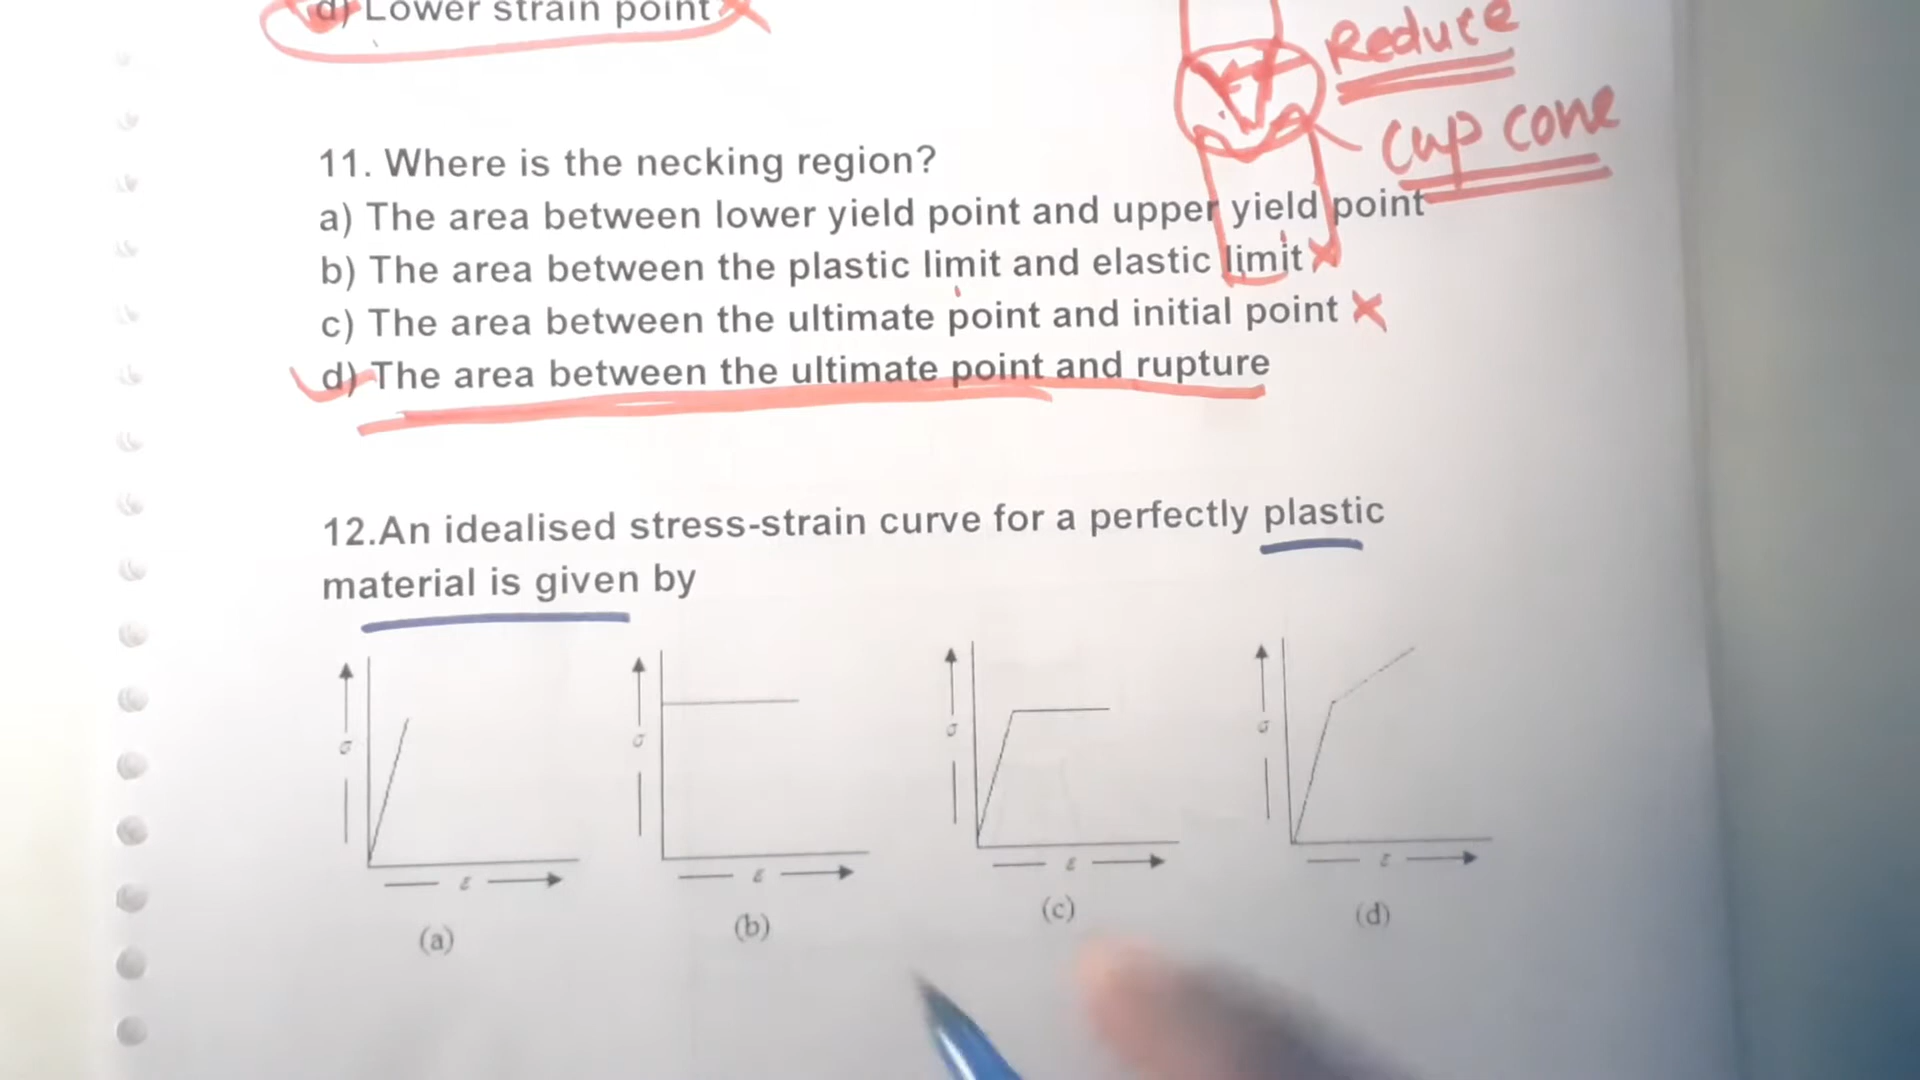 d) Lower strain point
Reduce
Cup cone
11. Where is the necking region?
a) The area between lower yield point and upper yield point
b) The area between the plastic limit and elastic limit
c) The area between the ultimate point and initial point
d) The area between the ultimate point and rupture
12.An idealised stress-strain curve for a perfectly plastic
material is given by
σ σ σ σ
ε ε ε ε
(a) (b) (c) (d)